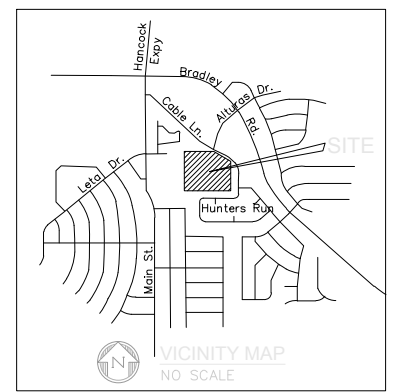 Hancock
Expy
Bradley
Rd.
Cable Ln.
Alturas Dr.
SITE
Leta Dr.
Hunters Run
Main St.
N
VICINITY MAP
NO SCALE